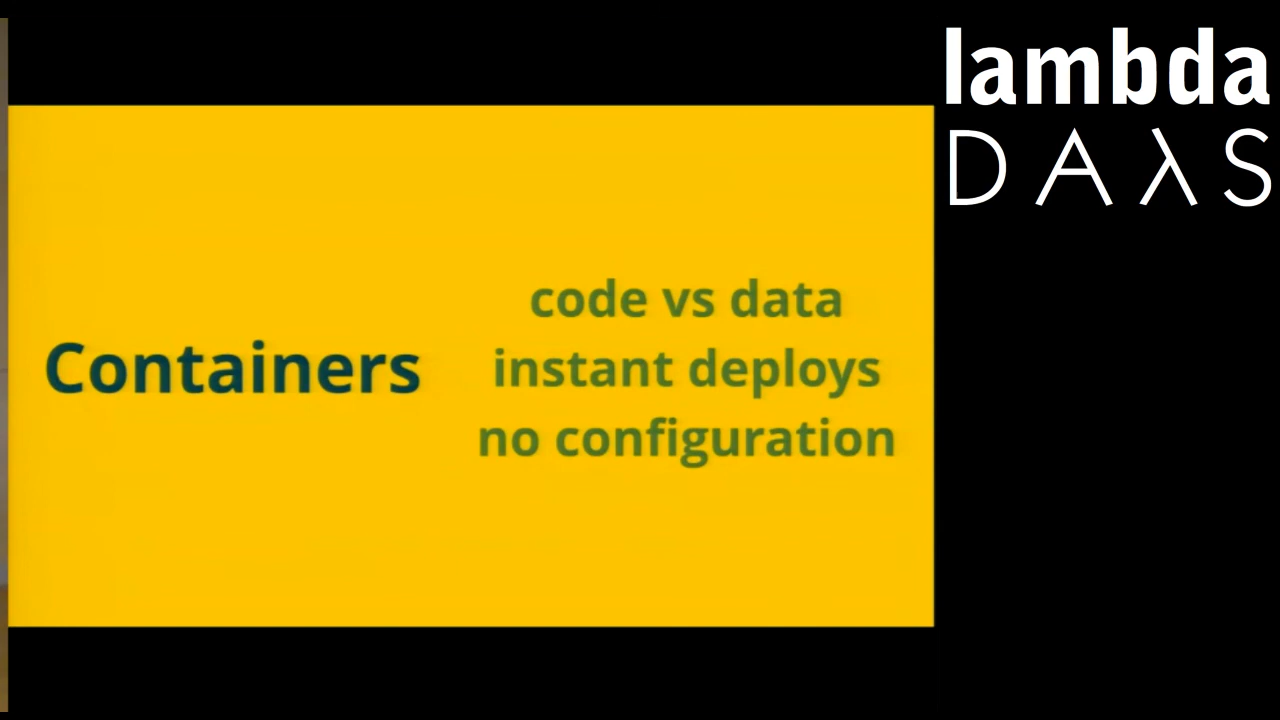 lambda
DAλS
Containers
code vs data
instant deploys
no configuration